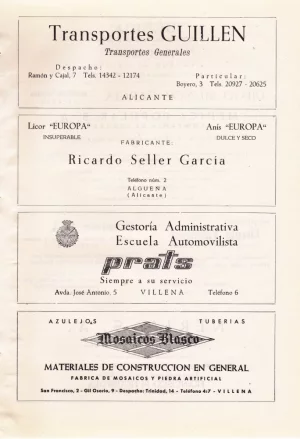 Transportes GUILLEN
Transportes Generales
Despacho:
Ramón y Cajal, 7 Tels. 14342 - 12174
Particular:
Boyero, 3 Tels. 20927 - 20625
ALICANTE
Licor "EUROPA"
INSUPERABLE
Anís "EUROPA"
DULCE Y SECO
FABRICANTE:
Ricardo Seller Garcia
Teléfono núm. 2
ALGUEÑA
(Alicante)
Gestoría Administrativa
Escuela Automovilista
prats
Siempre a su servicio
Avda. José Antonio, 5 VILLENA Teléfono 6
AZULEJOS TUBERIAS
Mosaicos Blasco
MATERIALES DE CONSTRUCCION EN GENERAL
FABRICA DE MOSAICOS Y PIEDRA ARTIFICIAL
San Francisco, 2 - Gil Osorio, 9 - Despacho: Trinidad, 14 - Teléfono 47 - VILLENA